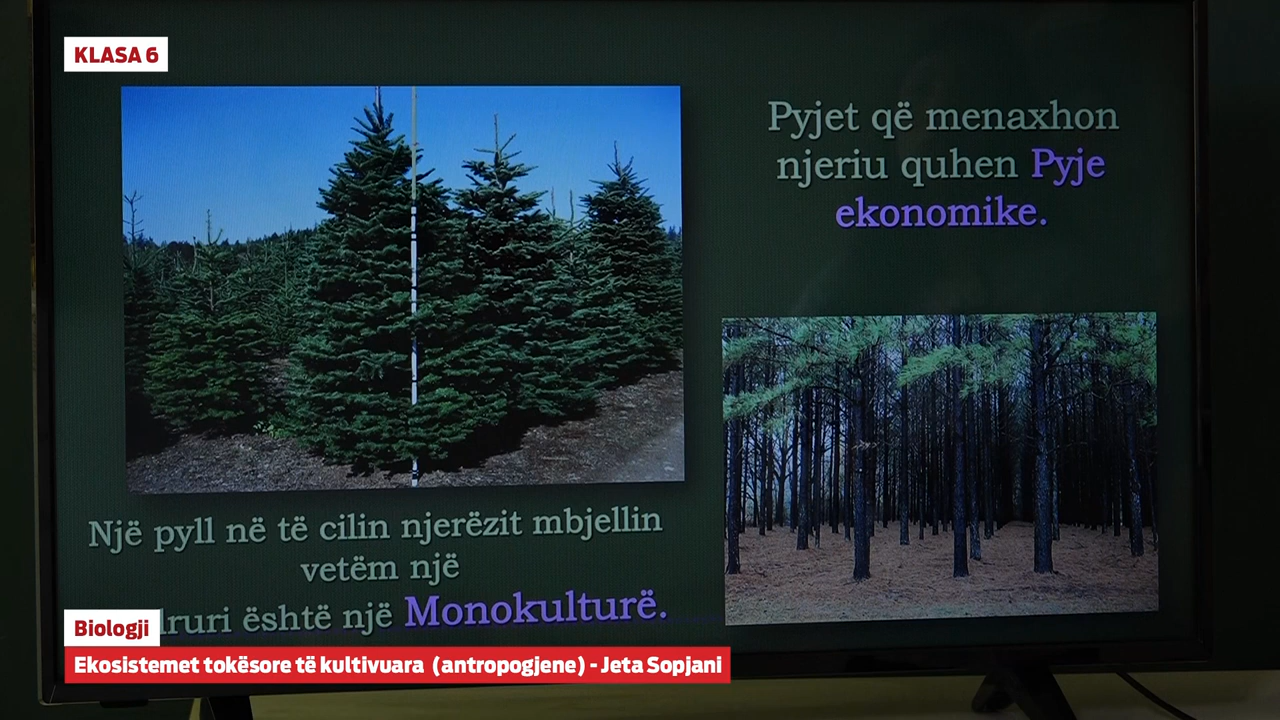 KLASA 6
Pyjet që menaxhon
njeriu quhen Pyje
ekonomike.
Një pyll në të cilin njerëzit mbjellin
vetëm një
druri është një Monokulturë.
Biologji
Ekosistemet tokësore të kultivuara (antropogjene) - Jeta Sopjani